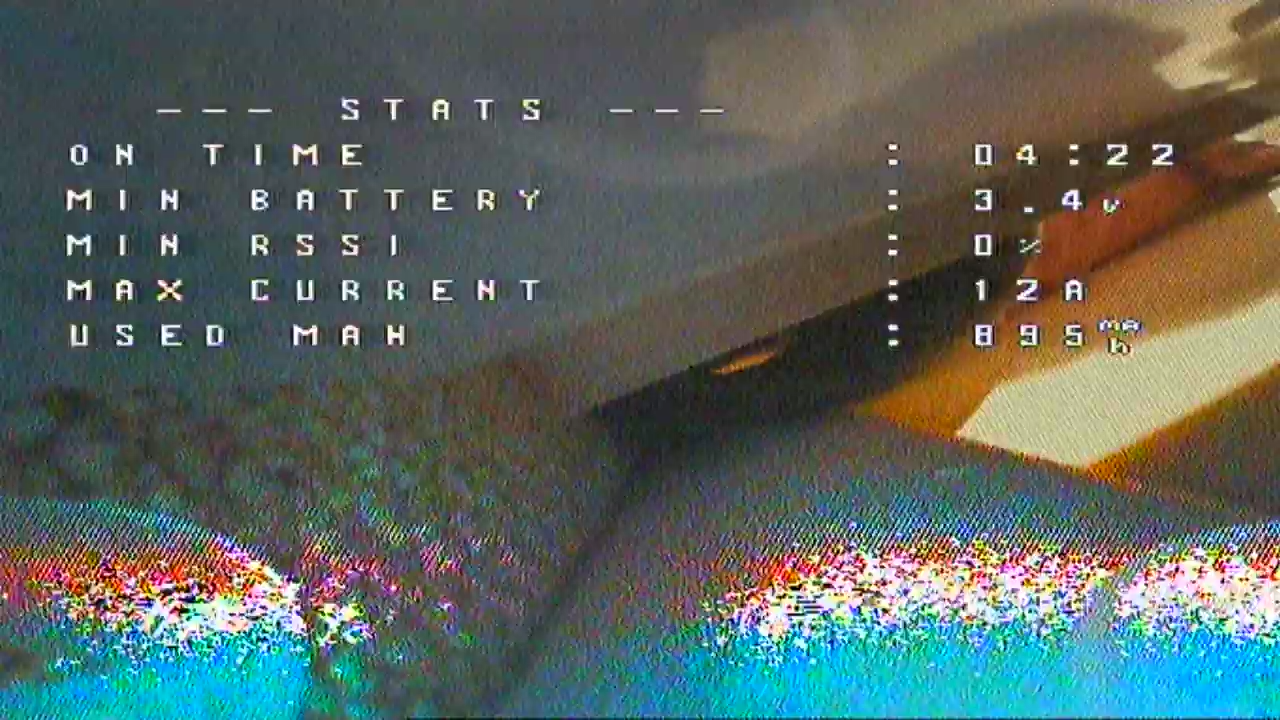 --- STATS ---
ON TIME : 04:22
MIN BATTERY : 3.4V
MIN RSSI : 0%
MAX CURRENT : 12A
USED MAH : 895mAh